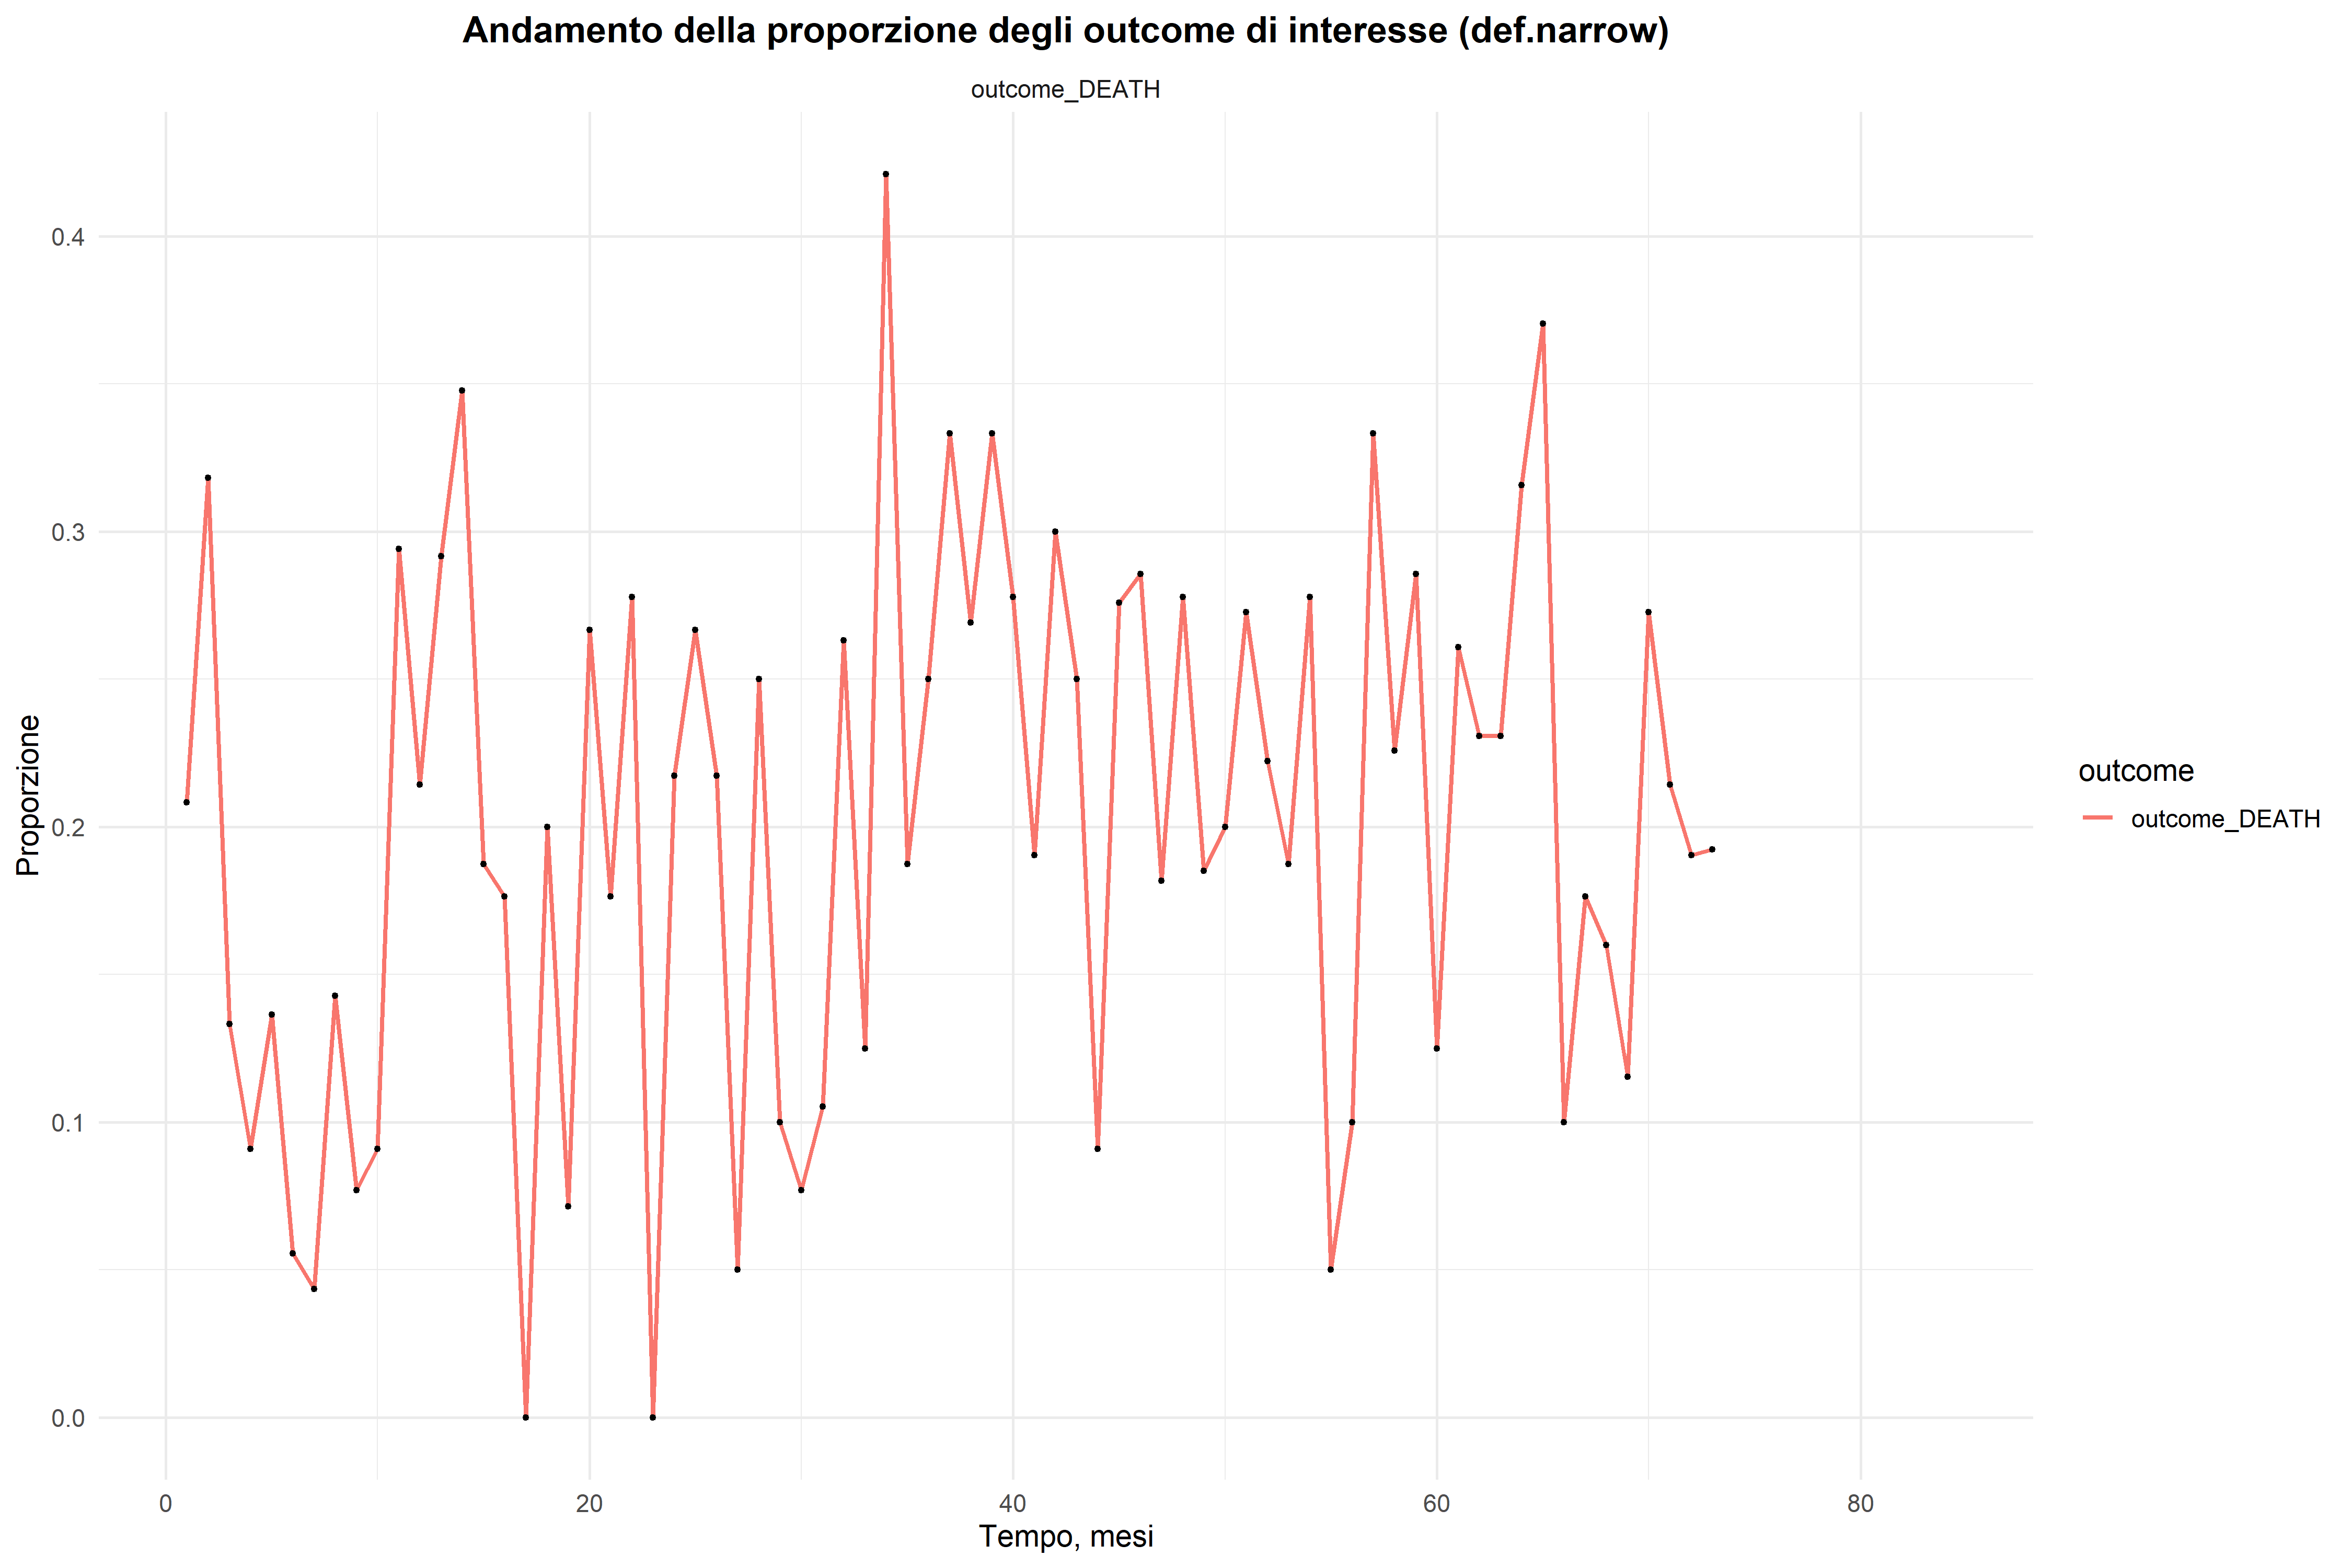 Andamento della proporzione degli outcome di interesse (def.narrow)
outcome_DEATH
0.4
0.3
0.2
0.1
0.0
Proporzione
0
20
40
60
80
Tempo, mesi
outcome
outcome_DEATH